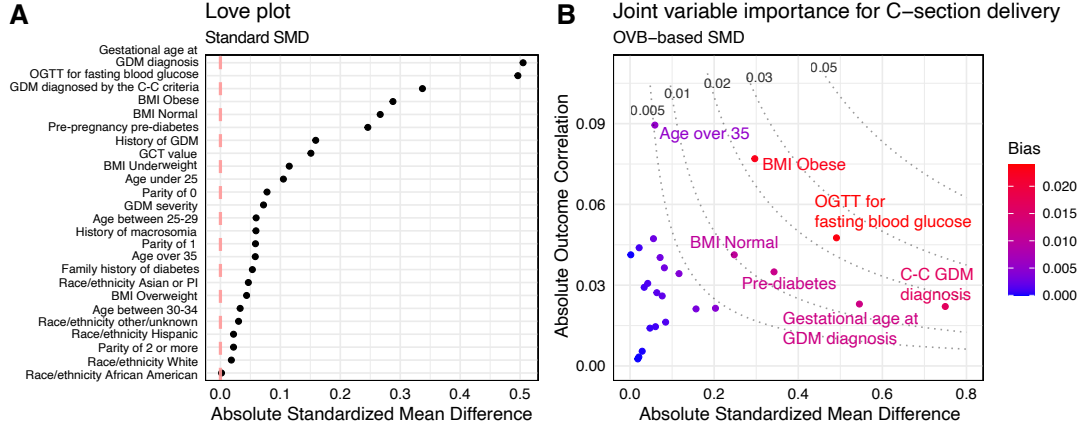 A
Love plot
Standard SMD
Gestational age at
GDM diagnosis
OGTT for fasting blood glucose
GDM diagnosed by the C-C criteria
BMI Obese
BMI Normal
Pre-pregnancy pre-diabetes
History of GDM
GCT value
BMI Underweight
Age under 25
Parity of 0
GDM severity
Age between 25-29
History of macrosomia
Parity of 1
Age over 35
Family history of diabetes
Race/ethnicity Asian or PI
BMI Overweight
Age between 30-34
Race/ethnicity other/unknown
Race/ethnicity Hispanic
Parity of 2 or more
Race/ethnicity White
Race/ethnicity African American
0.0 0.1 0.2 0.3 0.4 0.5
Absolute Standardized Mean Difference
B
Joint variable importance for C−section delivery
OVB−based SMD
Absolute Outcome Correlation
0.09
0.06
0.03
0.00
0.005
0.01
0.02
0.03
0.05
Age over 35
BMI Obese
OGTT for
fasting blood glucose
BMI Normal
Pre-diabetes
C-C GDM
diagnosis
Gestational age at
GDM diagnosis
0.0 0.2 0.4 0.6 0.8
Absolute Standardized Mean Difference
Bias
0.020
0.015
0.010
0.005
0.000